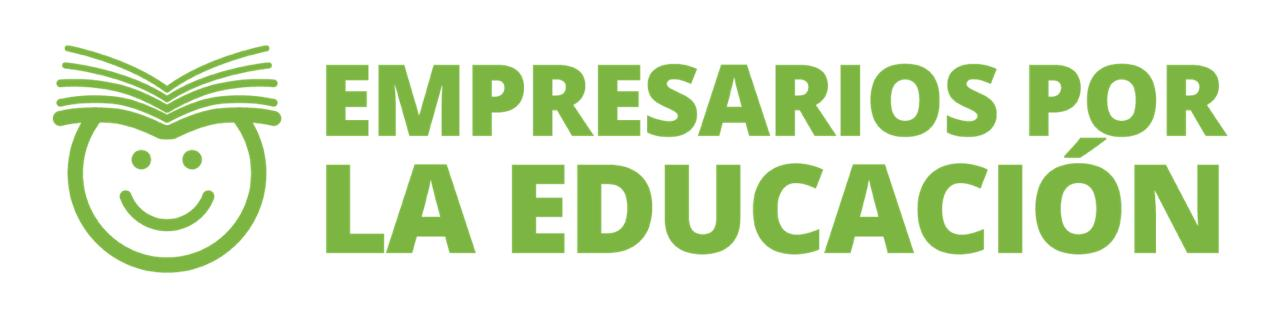 EMPRESARIOS POR
LA EDUCACIÓN